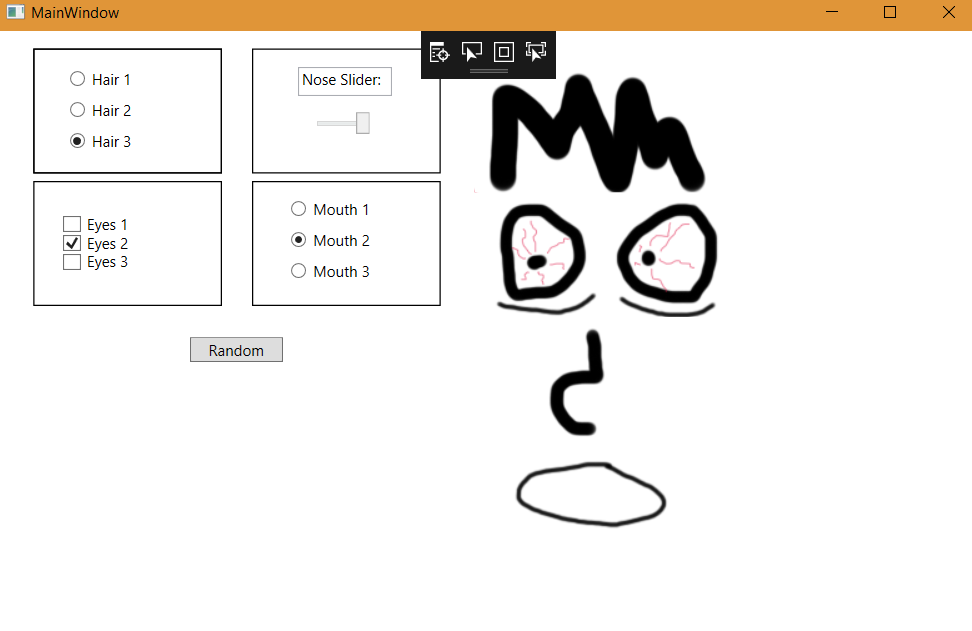 MainWindow
Hair 1
Hair 2
Hair 3
Nose Slider:
Eyes 1
Eyes 2
Eyes 3
Mouth 1
Mouth 2
Mouth 3
Random